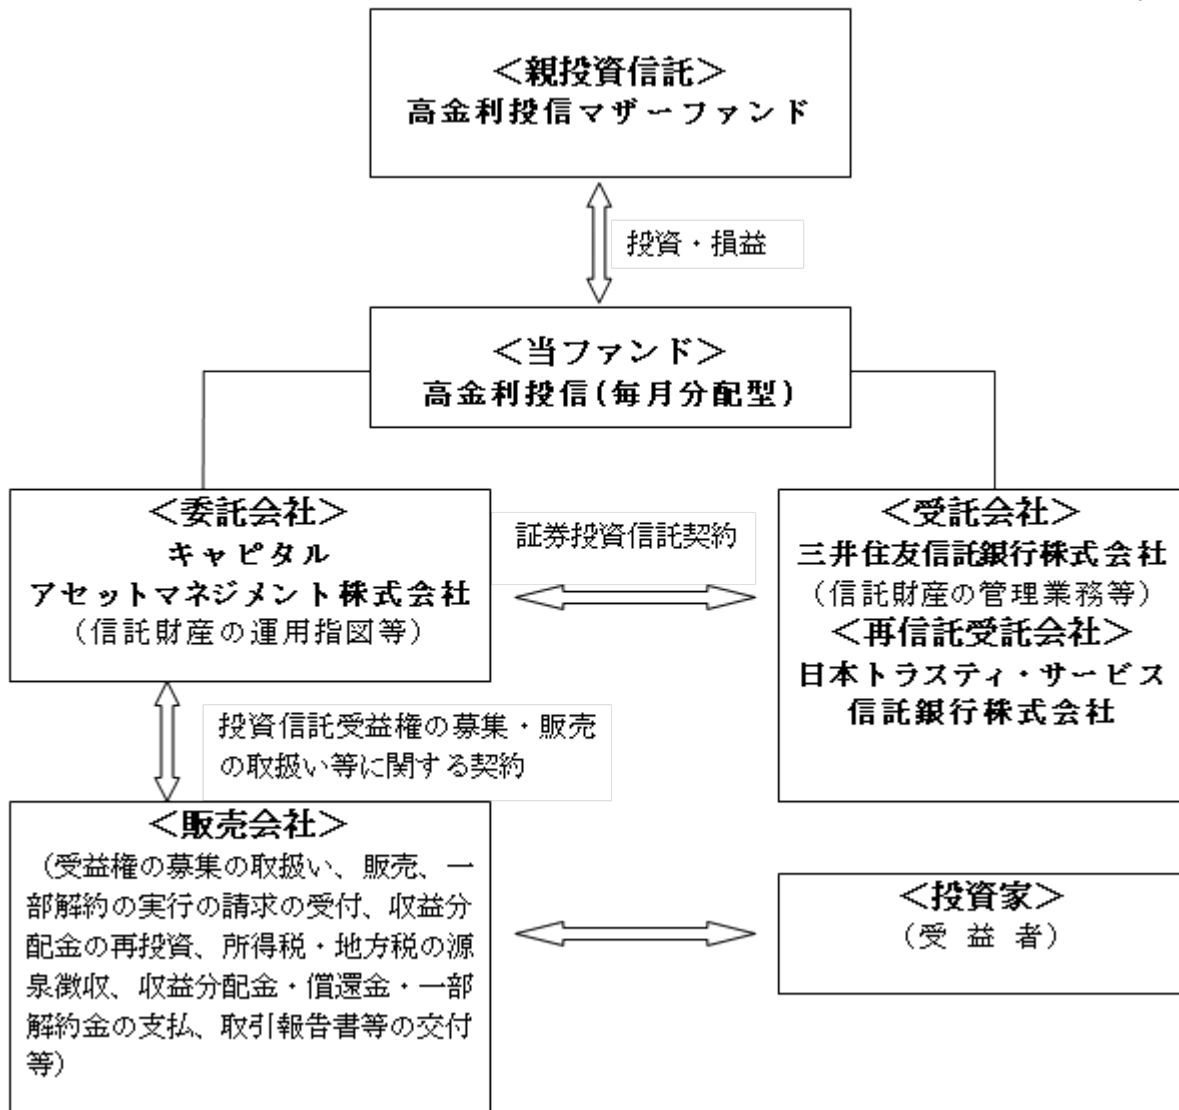 ＜親投資信託＞
高金利投信マザーファンド
投資・損益
＜当ファンド＞
高金利投信(毎月分配型)
＜委託会社＞
キャピタル
アセットマネジメント株式会社
（信託財産の運用指図等）
証券投資信託契約
＜受託会社＞
三井住友信託銀行株式会社
（信託財産の管理業務等）
＜再信託受託会社＞
日本トラスティ・サービス
信託銀行株式会社
投資信託受益権の募集・販売
の取扱い等に関する契約
＜販売会社＞
（受益権の募集の取扱い、販売、一
部解約の実行の請求の受付、収益分
配金の再投資、所得税・地方税の源
泉徴収、収益分配金・償還金・一部
解約金の支払、取引報告書等の交付
等）
＜投資家＞
（受 益 者）